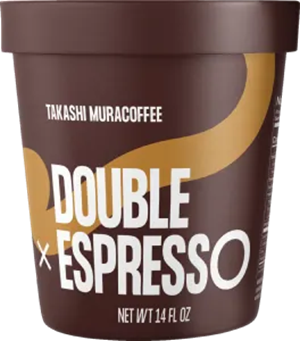 TAKASHI MURACOFFEE
DOUBLE
× ESPRESSO
NET WT 14 FL OZ